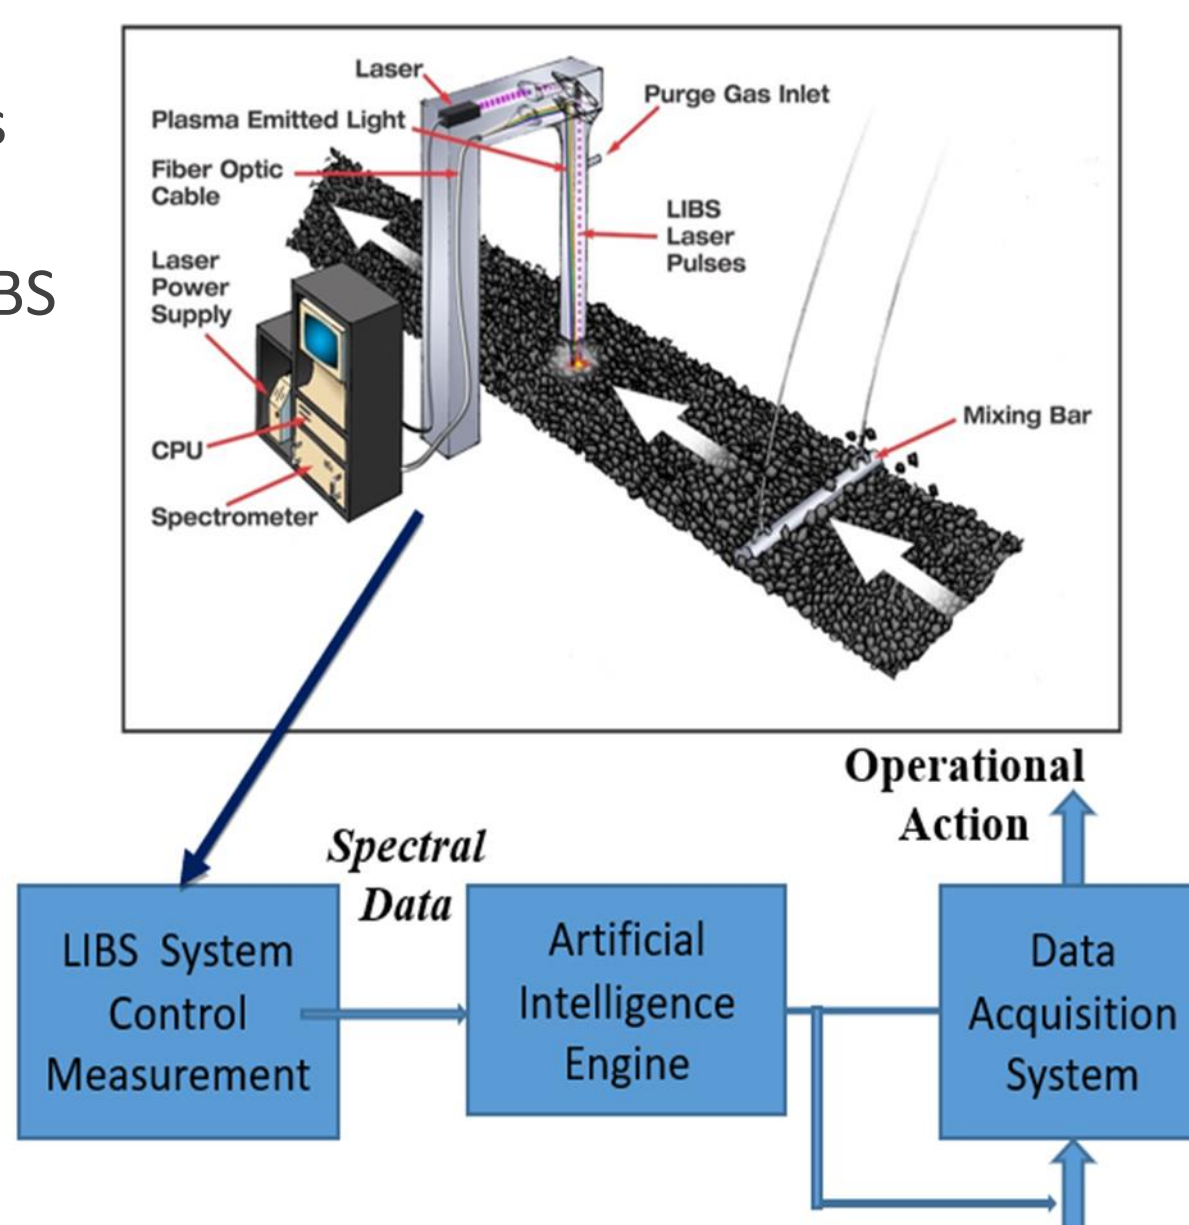 s
BS
Laser
Purge Gas Inlet
Plasma Emitted Light
Fiber Optic
Cable
LIBS
Laser
Pulses
Laser
Power
Supply
Mixing Bar
CPU
Spectrometer
Operational
Action
Spectral
Data
LIBS System
Control
Measurement
Artificial
Intelligence
Engine
Data
Acquisition
System